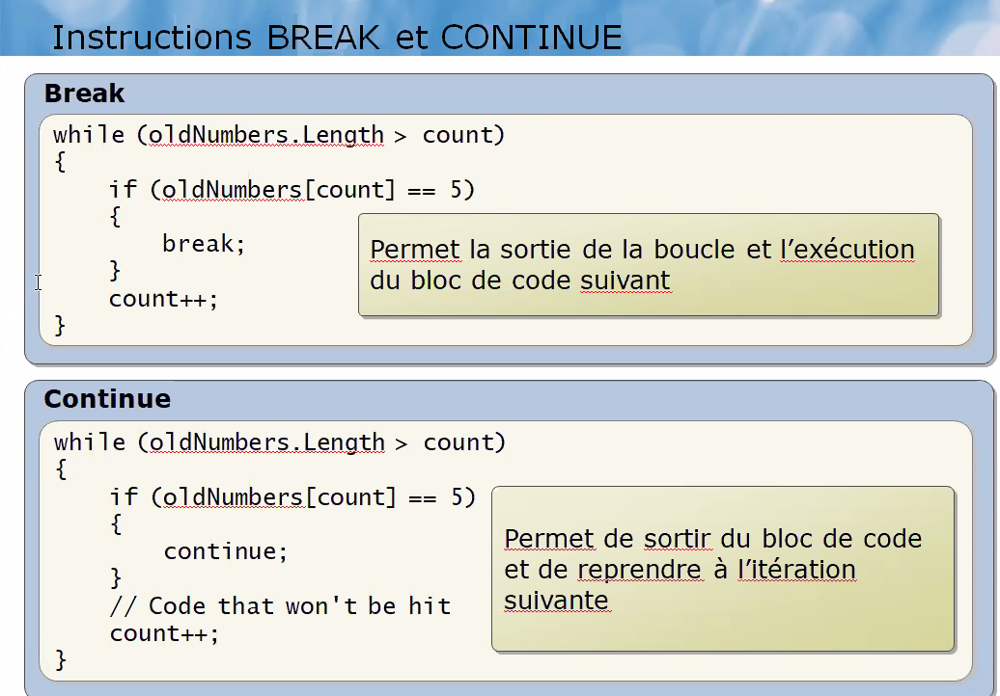 Instructions BREAK et CONTINUE
Break
while (oldNumbers.Length > count)
{
    if (oldNumbers[count] == 5)
    {
        break;
    }
    count++;
}
Permet la sortie de la boucle et l’exécution
du bloc de code suivant
Continue
while (oldNumbers.Length > count)
{
    if (oldNumbers[count] == 5)
    {
        continue;
    }
    // Code that won't be hit
    count++;
}
Permet de sortir du bloc de code
et de reprendre à l’itération
suivante